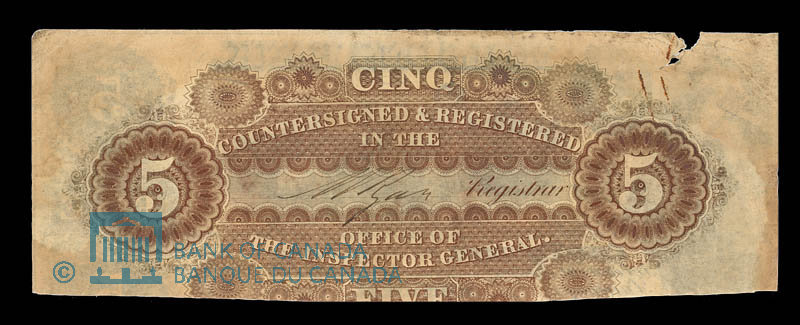 CINQ
COUNTERSIGNED & REGISTERED
IN THE
5 Registrar 5
OFFICE OF
THE INSPECTOR GENERAL.
FIVE
© BANK OF CANADA
BANQUE DU CANADA